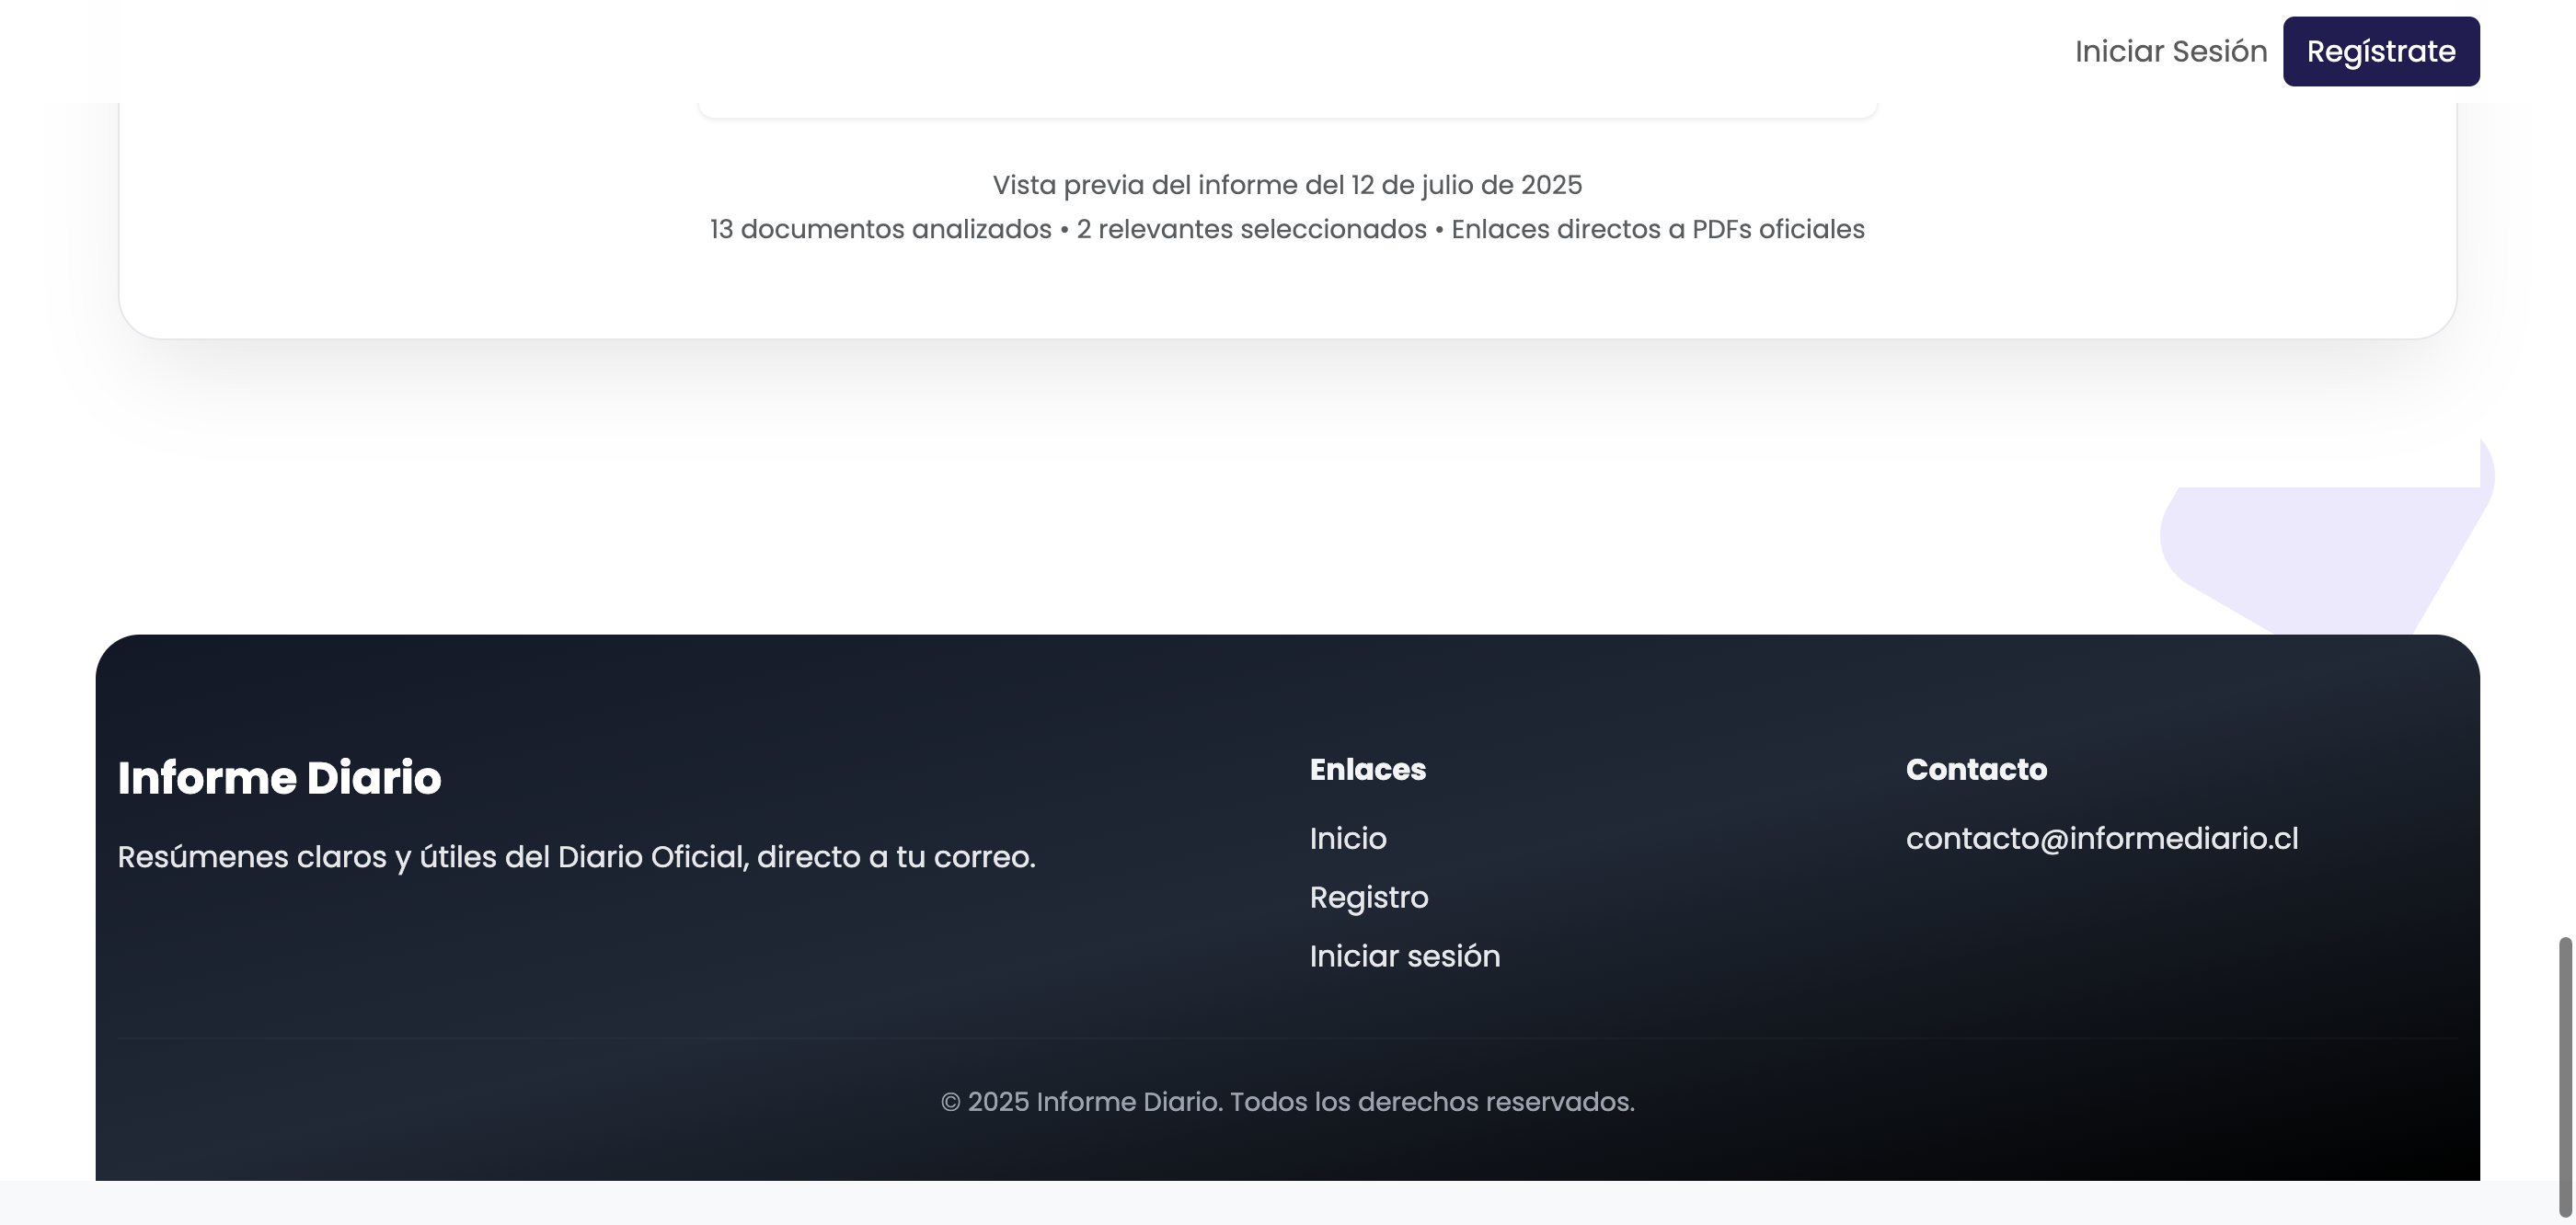 Iniciar Sesión
Regístrate
Vista previa del informe del 12 de julio de 2025
13 documentos analizados • 2 relevantes seleccionados • Enlaces directos a PDFs oficiales
Informe Diario
Resúmenes claros y útiles del Diario Oficial, directo a tu correo.
Enlaces
Inicio
Registro
Iniciar sesión
Contacto
contacto@informediario.cl
© 2025 Informe Diario. Todos los derechos reservados.